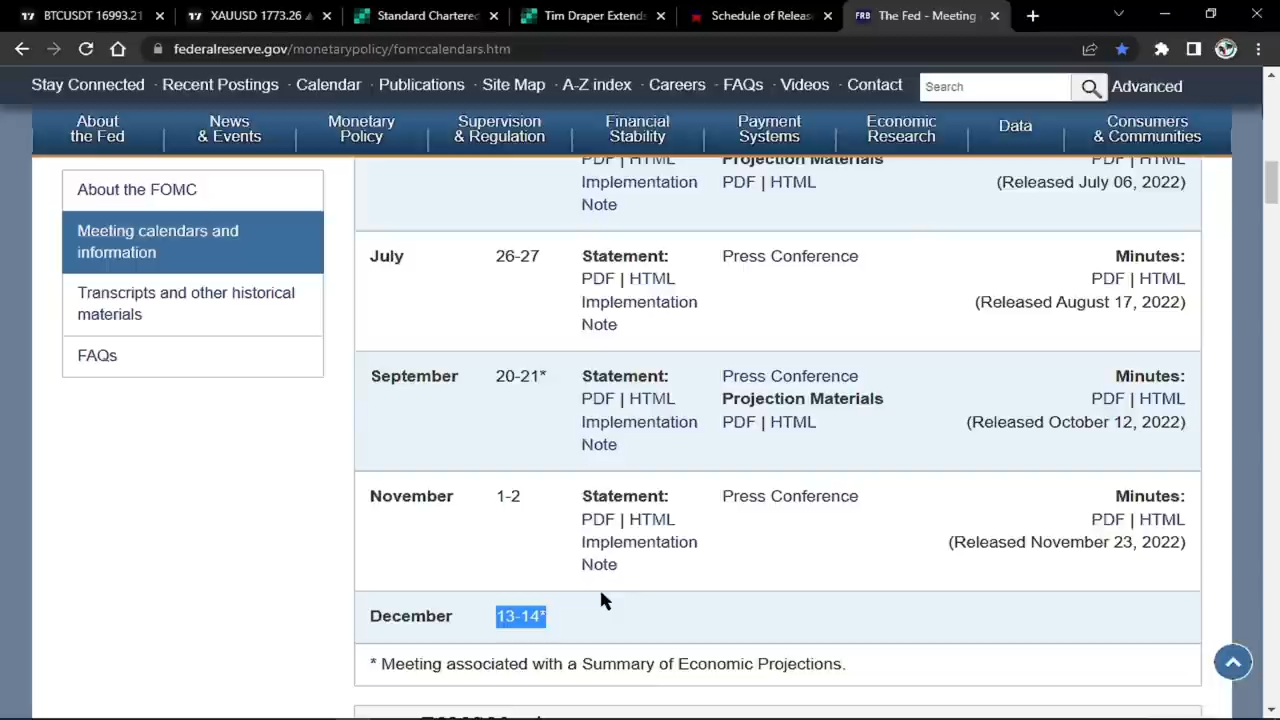 BTCUSDT 16993.21
XAUUSD 1773.26
Standard Chartered
Tim Draper Extends
Schedule of Releas
FRB The Fed - Meeting
federalreserve.gov/monetarypolicy/fomccalendars.htm
Stay Connected · Recent Postings · Calendar · Publications · Site Map · A-Z index · Careers · FAQs · Videos · Contact
Search
Advanced
About
the Fed
News
& Events
Monetary
Policy
Supervision
& Regulation
Financial
Stability
Payment
Systems
Economic
Research
Data
Consumers
& Communities
About the FOMC
Meeting calendars and
information
Transcripts and other historical
materials
FAQs
PDF | HTML Projection Materials PDF | HTML
Implementation PDF | HTML (Released July 06, 2022)
Note
July 26-27 Statement: Press Conference Minutes:
PDF | HTML PDF | HTML
Implementation (Released August 17, 2022)
Note
September 20-21* Statement: Press Conference Minutes:
PDF | HTML Projection Materials PDF | HTML
Implementation PDF | HTML (Released October 12, 2022)
Note
November 1-2 Statement: Press Conference Minutes:
PDF | HTML PDF | HTML
Implementation (Released November 23, 2022)
Note
December 13-14*
* Meeting associated with a Summary of Economic Projections.